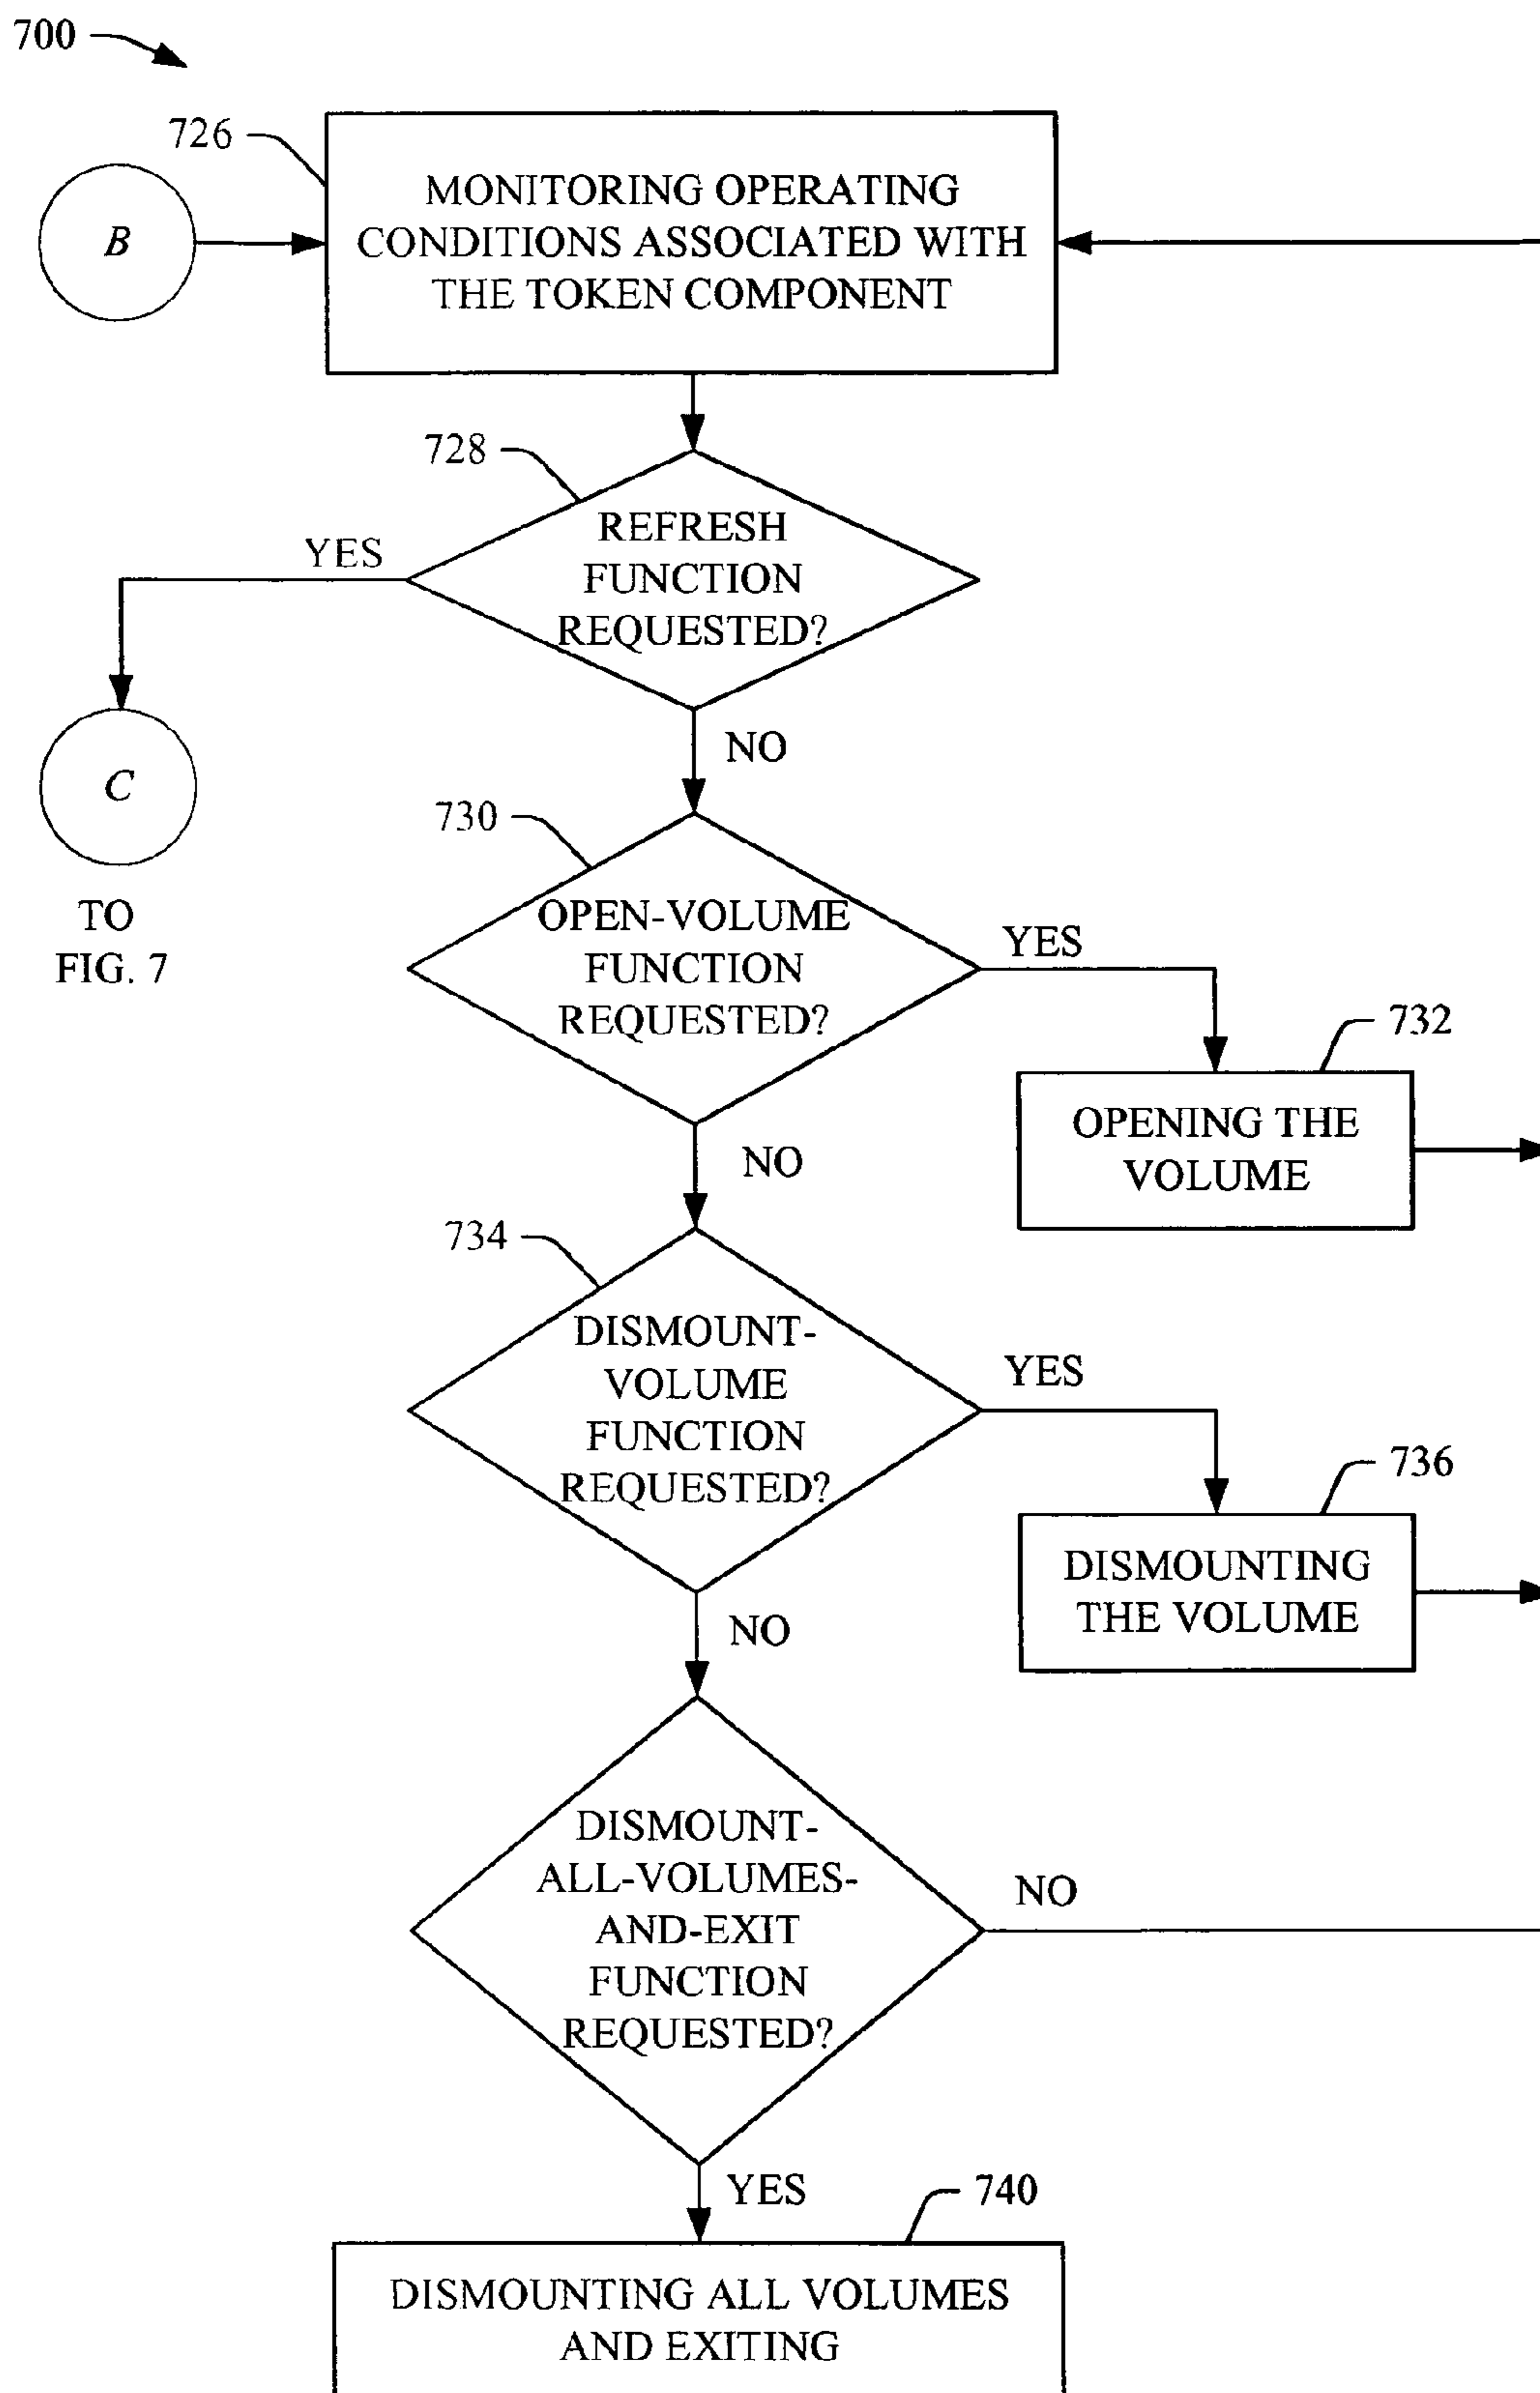 700
726
MONITORING OPERATING
CONDITIONS ASSOCIATED WITH
THE TOKEN COMPONENT
B
728
REFRESH
FUNCTION
REQUESTED?
YES
C
TO
FIG. 7
NO
730
OPEN-VOLUME
FUNCTION
REQUESTED?
YES
732
OPENING THE
VOLUME
NO
734
DISMOUNT-
VOLUME
FUNCTION
REQUESTED?
YES
736
DISMOUNTING
THE VOLUME
NO
DISMOUNT-
ALL-VOLUMES-
AND-EXIT
FUNCTION
REQUESTED?
NO
YES
740
DISMOUNTING ALL VOLUMES
AND EXITING